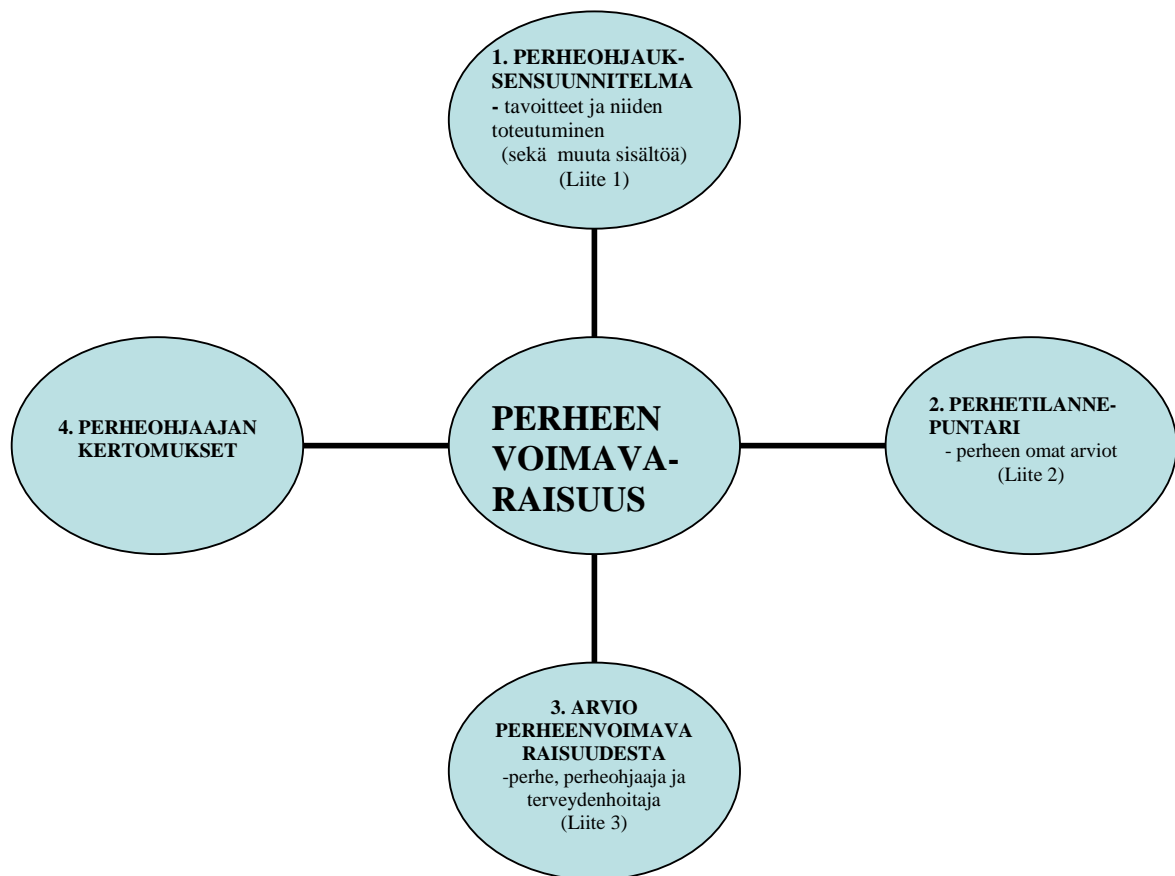 1. PERHEOHJAUK-
SENSUUNNITELMA
- tavoitteet ja niiden
toteutuminen
(sekä muuta sisältöä)
(Liite 1)
4. PERHEOHJAAJAN
KERTOMUKSET
PERHEEN
VOIMAVA-
RAISUUS
2. PERHETILANNE-
PUNTARI
- perheen omat arviot
(Liite 2)
3. ARVIO
PERHEENVOIMAVA
RAISUUDESTA
-perhe, perheohjaaja ja
terveydenhoitaja
(Liite 3)